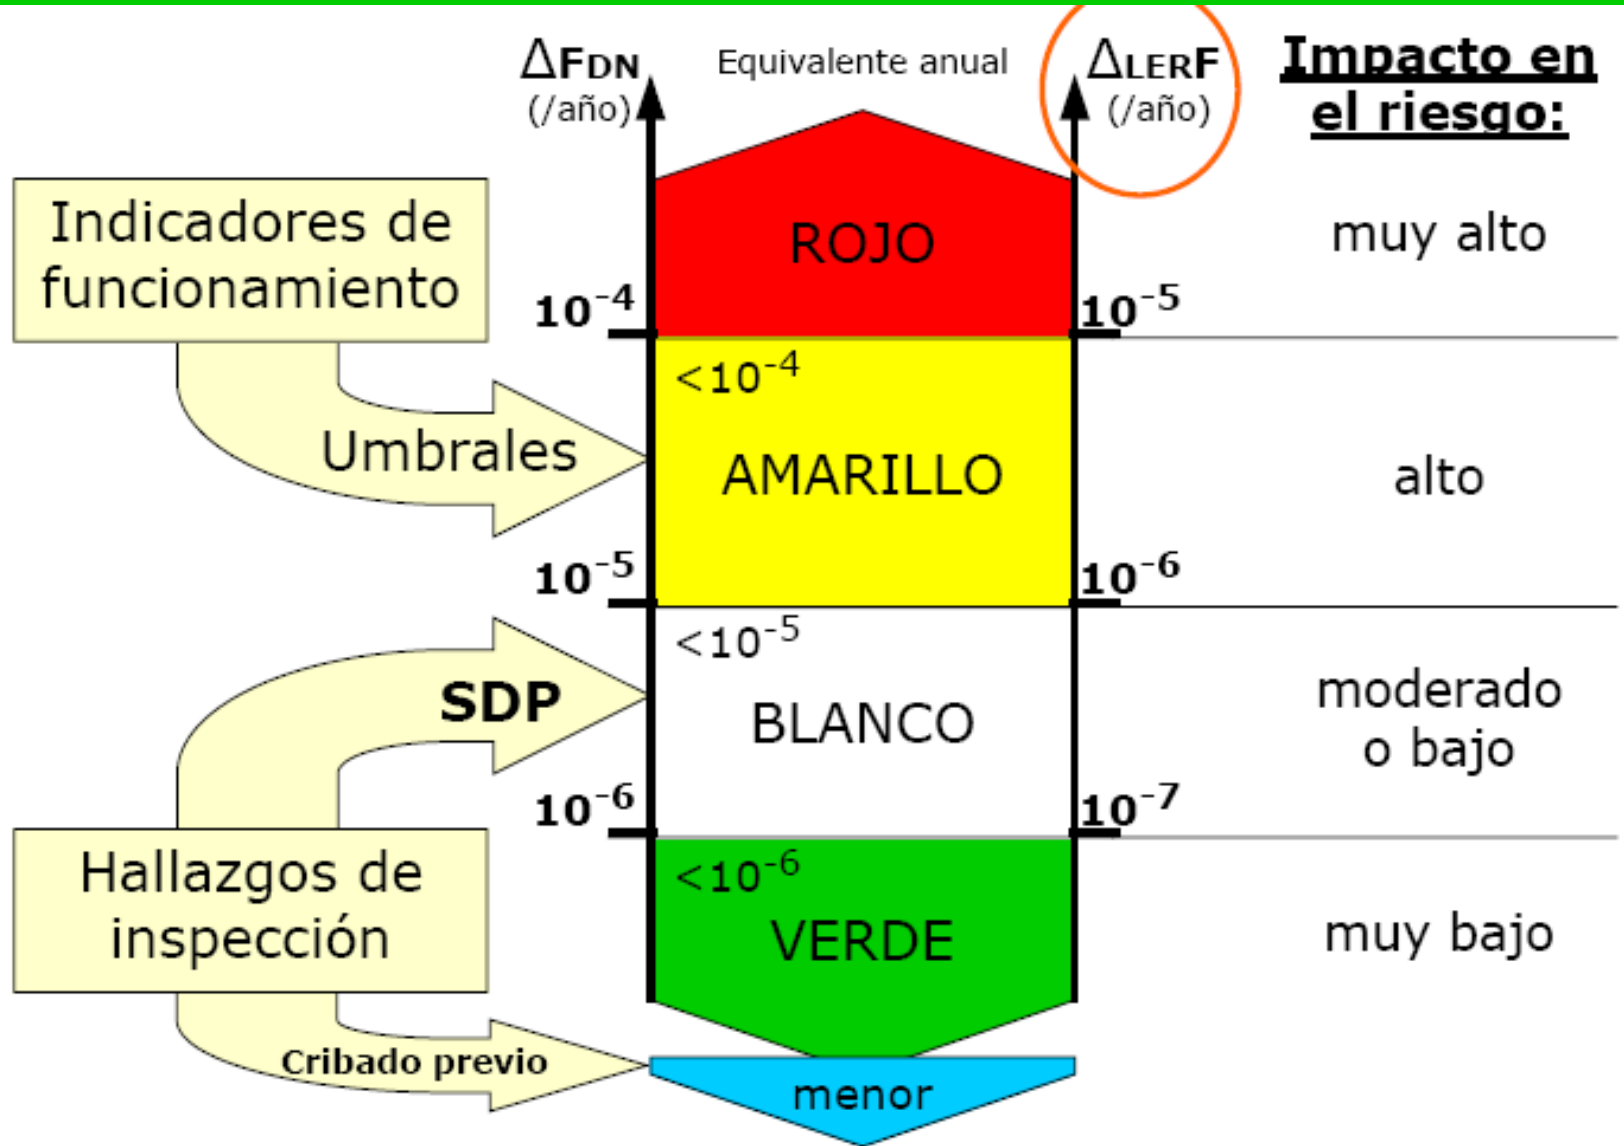 ΔFDN
(/año)
Equivalente anual
ΔLERF
(/año)
Impacto en
el riesgo:
Indicadores de
funcionamiento
Umbrales
SDP
Hallazgos de
inspección
Cribado previo
10⁻⁴
10⁻⁵
10⁻⁶
ROJO
<10⁻⁴
AMARILLO
<10⁻⁵
BLANCO
<10⁻⁶
VERDE
menor
10⁻⁵
10⁻⁶
10⁻⁷
muy alto
alto
moderado
o bajo
muy bajo